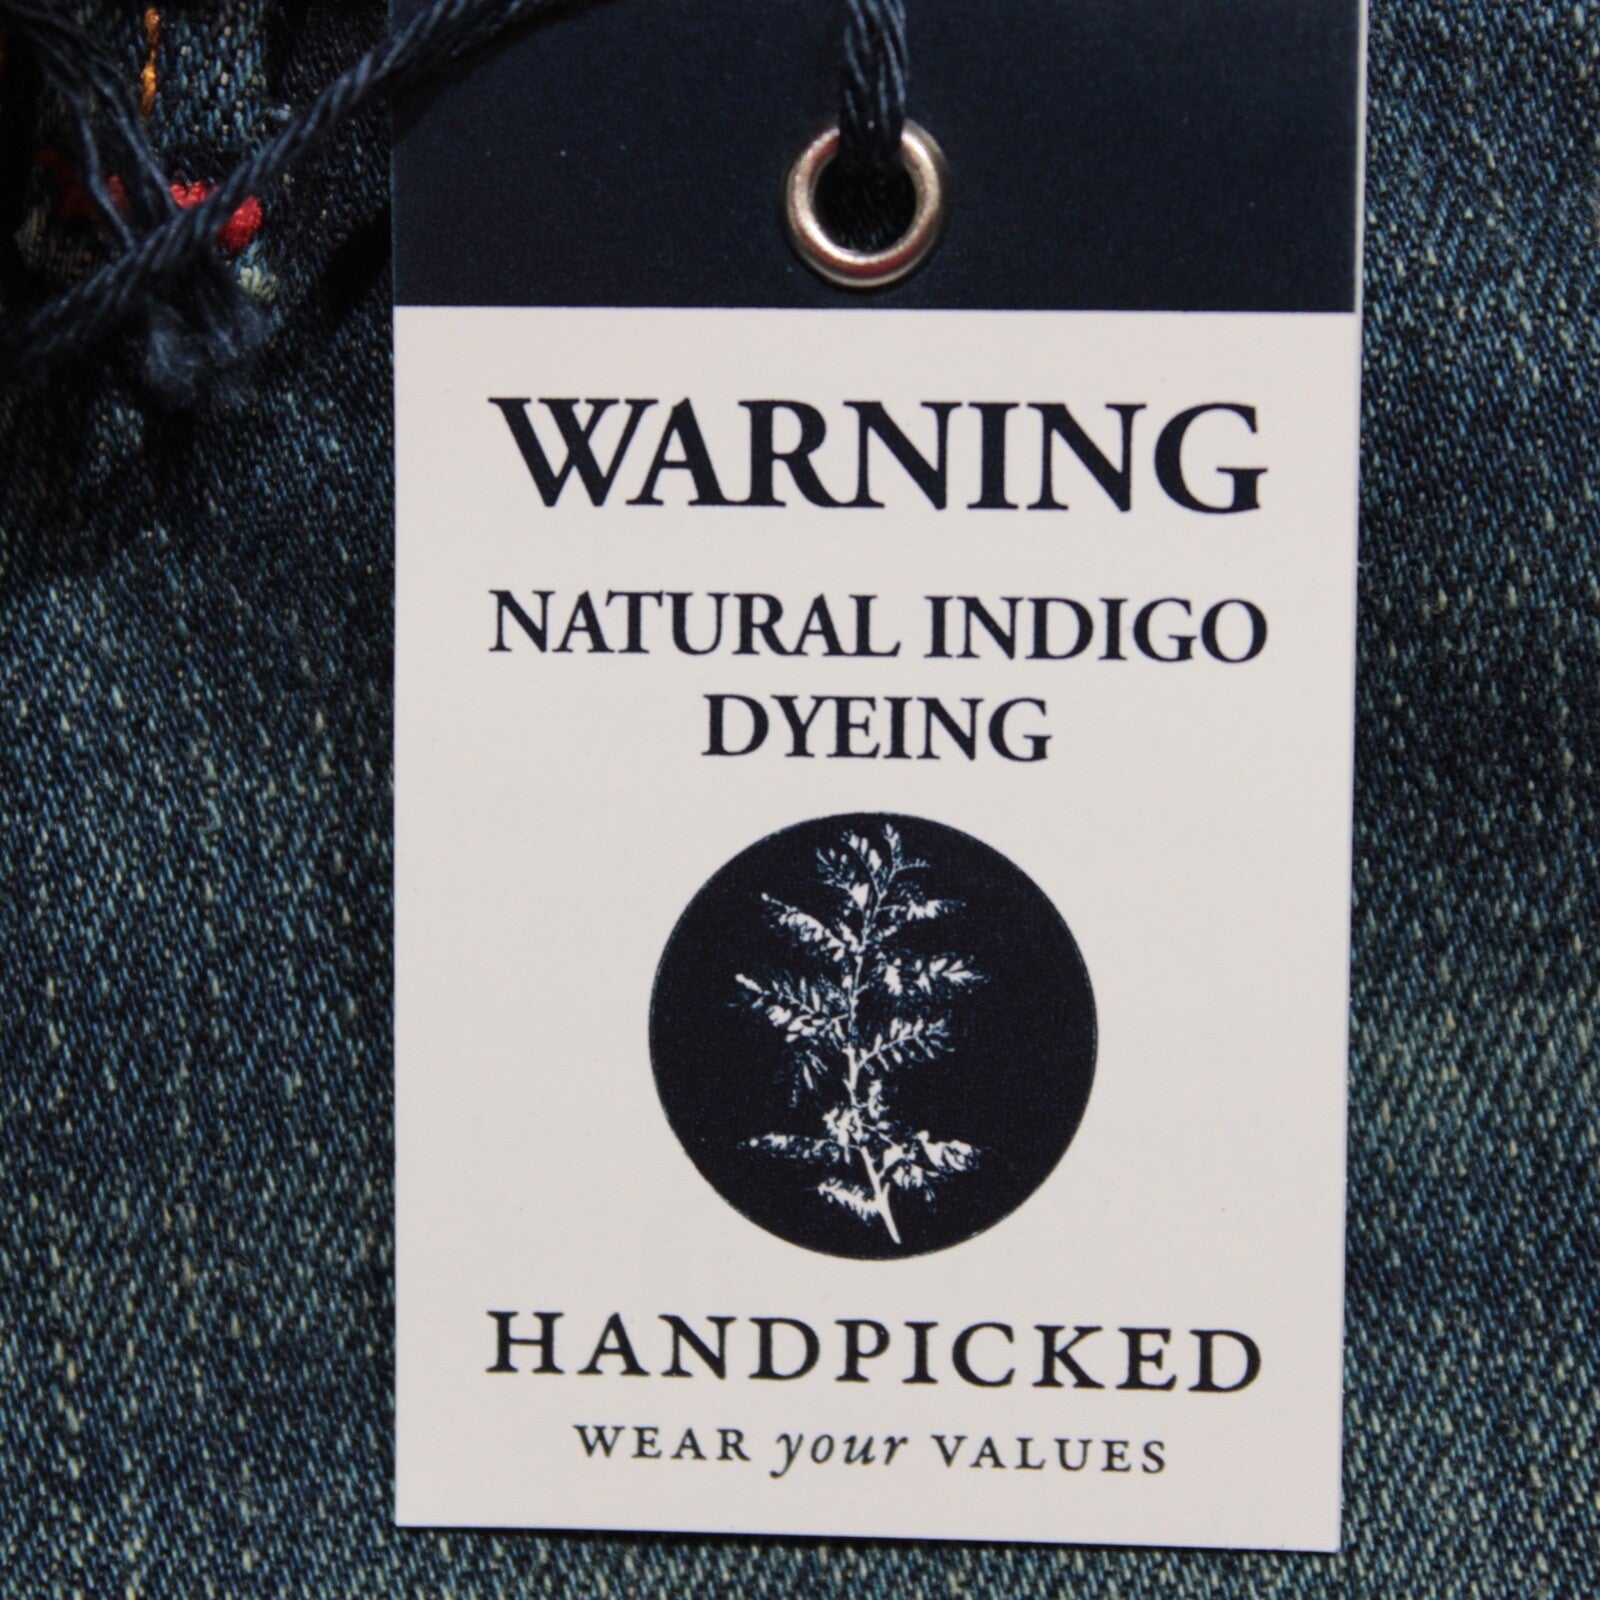 WARNING
NATURAL INDIGO
DYEING
HANDPICKED
WEAR your VALUES